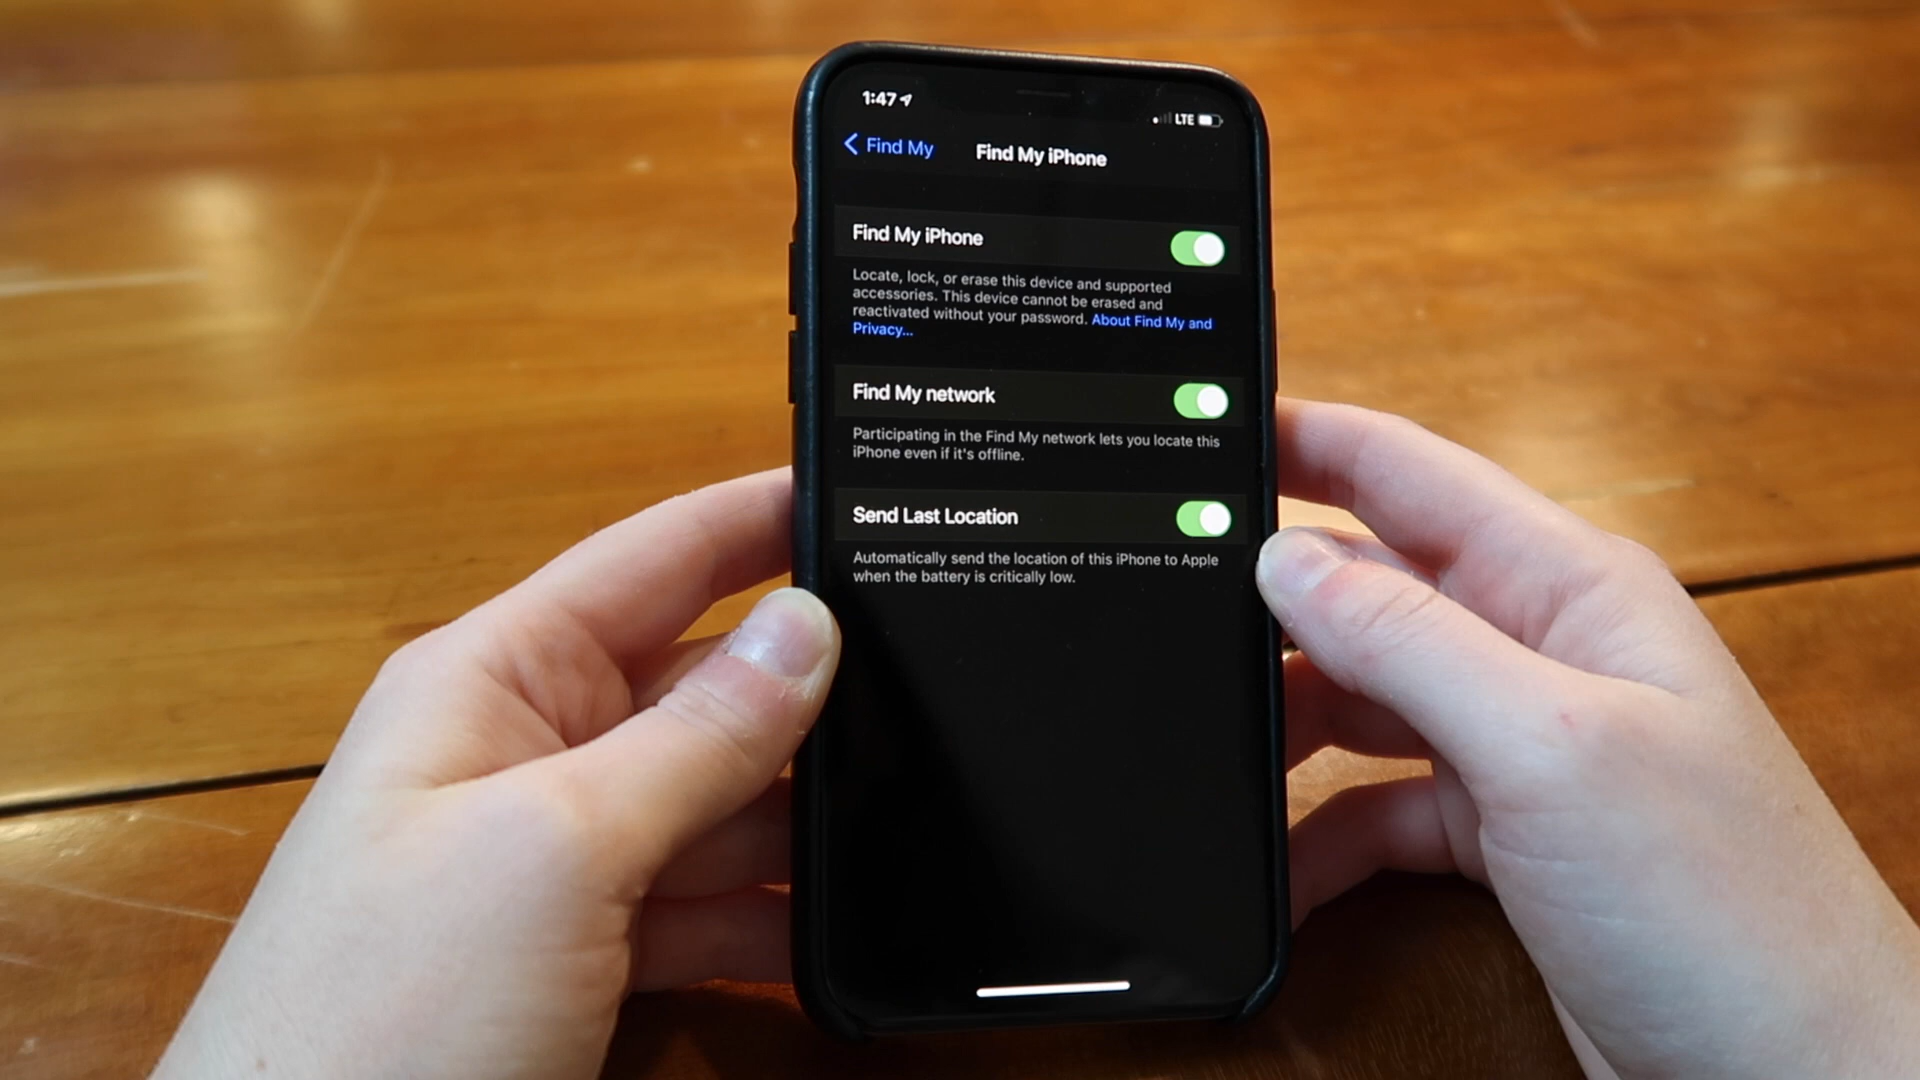 1:47
LTE
Find My
Find My iPhone
Find My iPhone
Locate, lock, or erase this device and supported
accessories. This device cannot be erased and
reactivated without your password. About Find My and
Privacy...
Find My network
Participating in the Find My network lets you locate this
iPhone even if it's offline.
Send Last Location
Automatically send the location of this iPhone to Apple
when the battery is critically low.